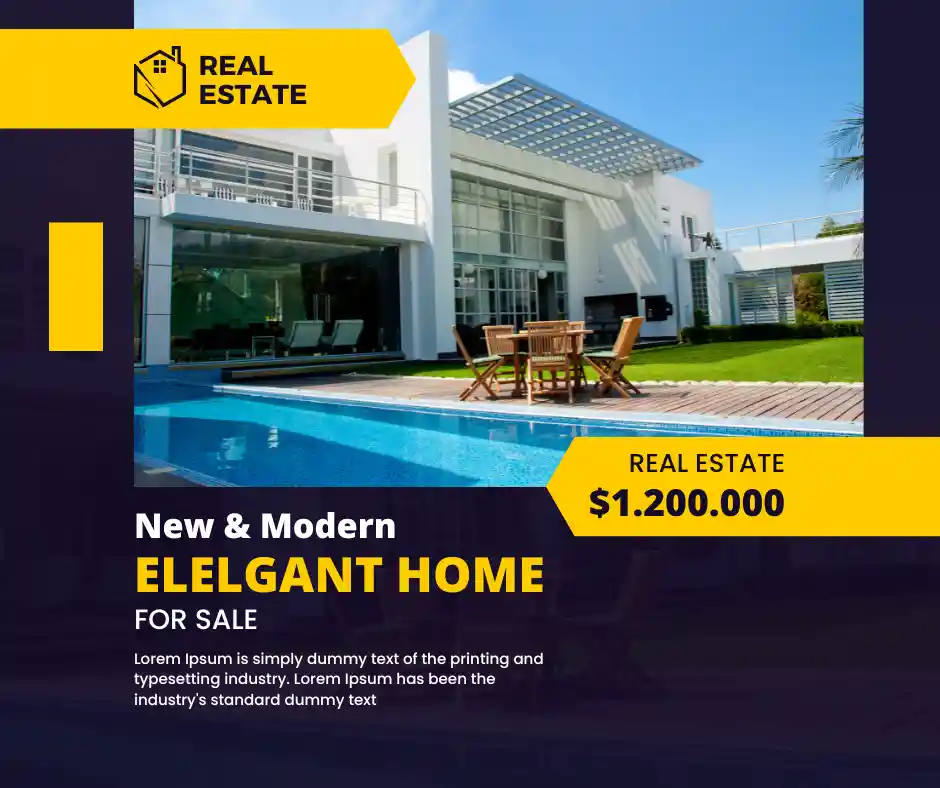 REAL
ESTATE
REAL ESTATE
$1.200.000
New & Modern
ELELGANT HOME
FOR SALE
Lorem Ipsum is simply dummy text of the printing and
typesetting industry. Lorem Ipsum has been the
industry's standard dummy text